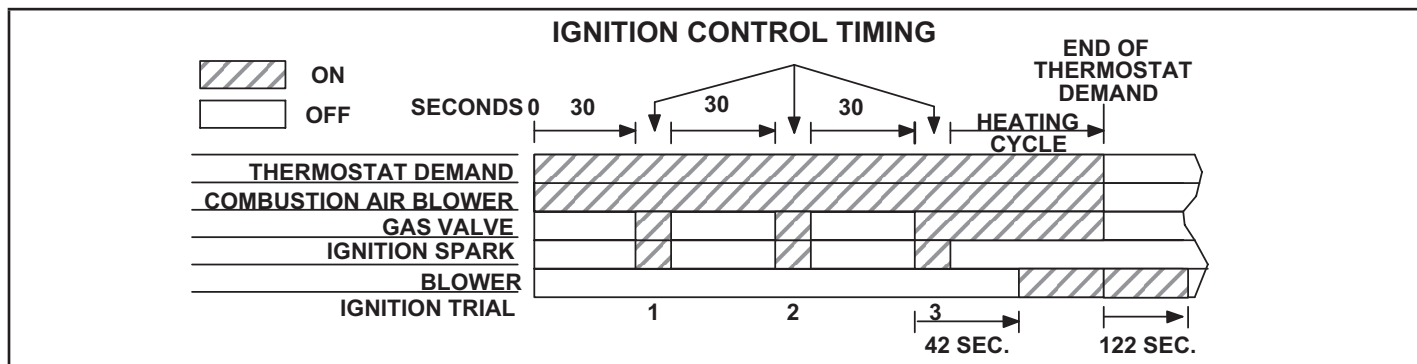 IGNITION CONTROL TIMING
ON
OFF
SECONDS 0 30 30 30
END OF
THERMOSTAT
DEMAND
HEATING
CYCLE
THERMOSTAT DEMAND
COMBUSTION AIR BLOWER
GAS VALVE
IGNITION SPARK
BLOWER
IGNITION TRIAL 1 2 3
42 SEC. 122 SEC.